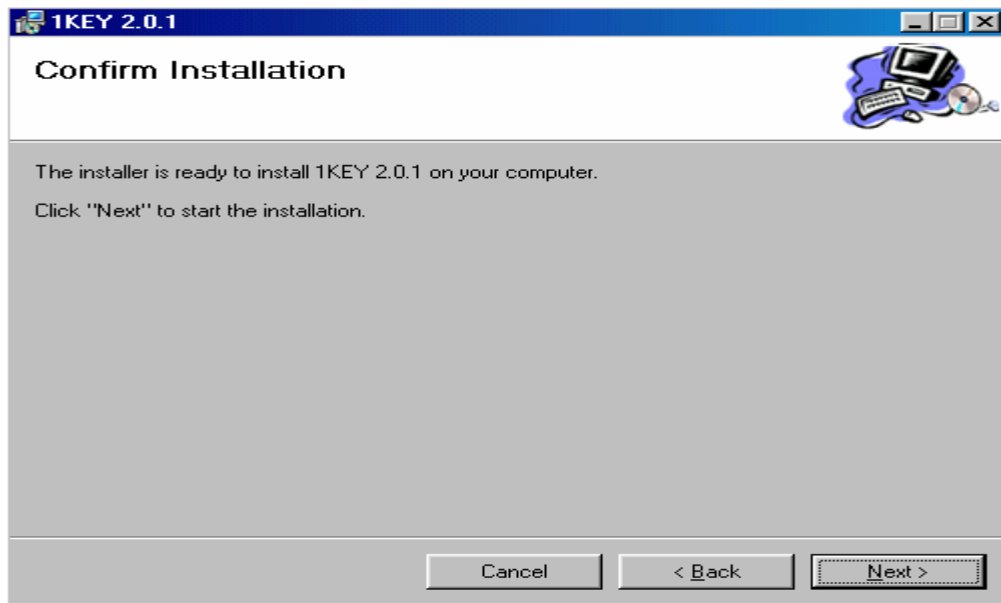 1KEY 2.0.1
Confirm Installation
The installer is ready to install 1KEY 2.0.1 on your computer.
Click "Next" to start the installation.
Cancel
< Back
Next >